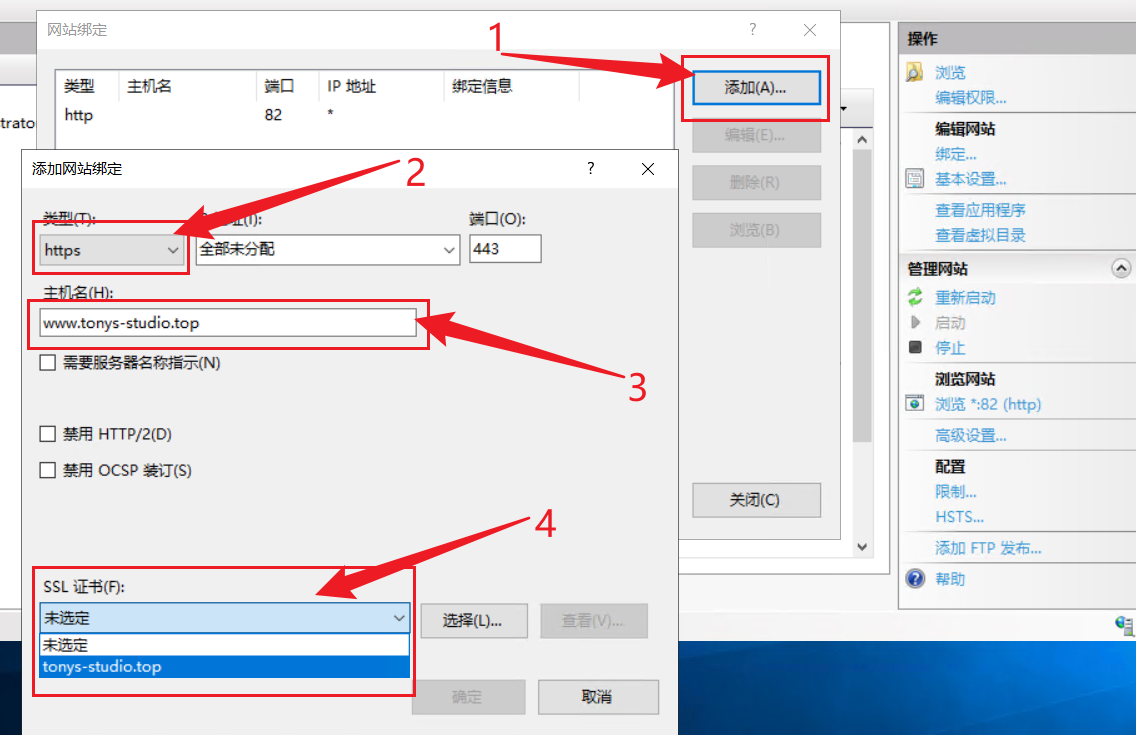 网站绑定
?
1
类型 主机名 端口 IP 地址 绑定信息
http 82 *
添加(A)...
编辑(E)...
删除(R)
浏览(B)
关闭(C)
添加网站绑定
?
2
类型(T):
端口(O):
https
全部未分配
443
主机名(H):
www.tonys-studio.top
3
需要服务器名称指示(N)
禁用 HTTP/2(D)
禁用 OCSP 装订(S)
4
SSL 证书(F):
未选定
选择(L)...
查看(V)...
未选定
tonys-studio.top
确定
取消
操作
浏览
编辑权限...
编辑网站
绑定...
基本设置...
查看应用程序
查看虚拟目录
管理网站
重新启动
启动
停止
浏览网站
浏览 *:82 (http)
高级设置...
配置
限制...
HSTS...
添加 FTP 发布...
帮助